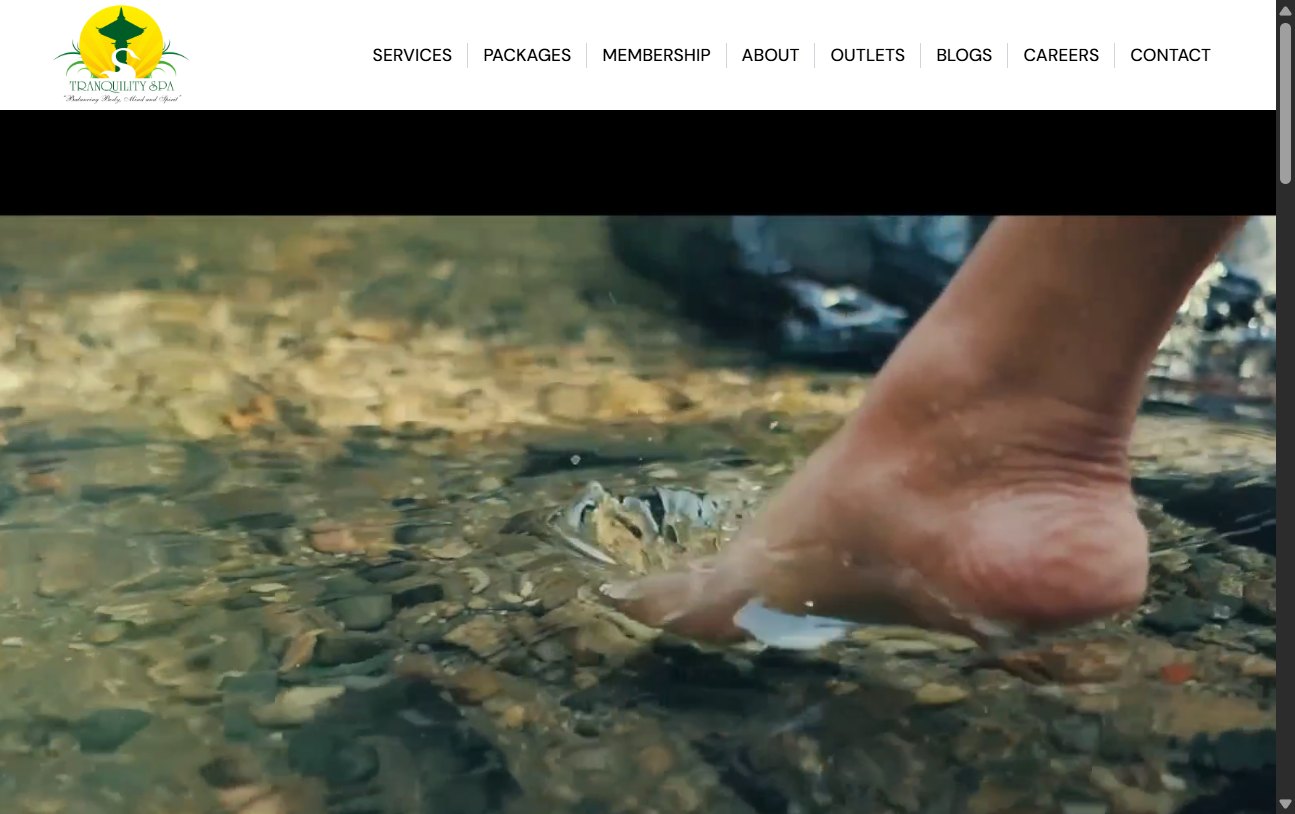 TRANQUILITY SPA
"Balancing Body, Mind and Spirit"
SERVICES
PACKAGES
MEMBERSHIP
ABOUT
OUTLETS
BLOGS
CAREERS
CONTACT